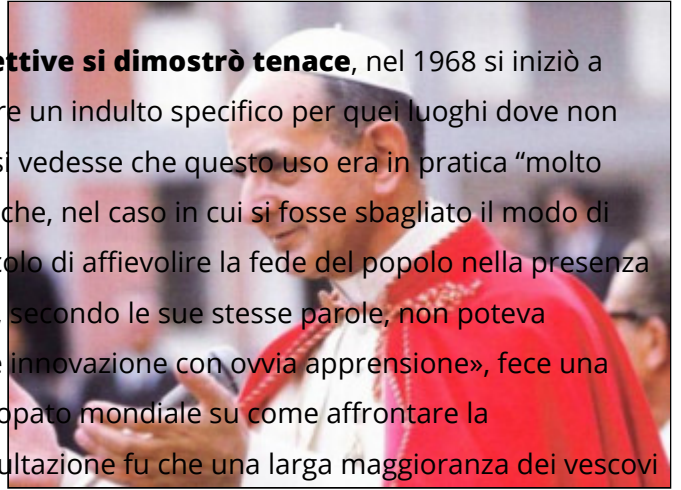 ettive si dimostrò tenace, nel 1968 si iniziò a
re un indulto specifico per quei luoghi dove non
si vedesse che questo uso era in pratica “molto
che, nel caso in cui si fosse sbagliato il modo di
colo di affievolire la fede del popolo nella presenza
secondo le sue stesse parole, non poteva
e innovazione con ovvia apprensione», fece una
opato mondiale su come affrontare la
ultazione fu che una larga maggioranza dei vescovi